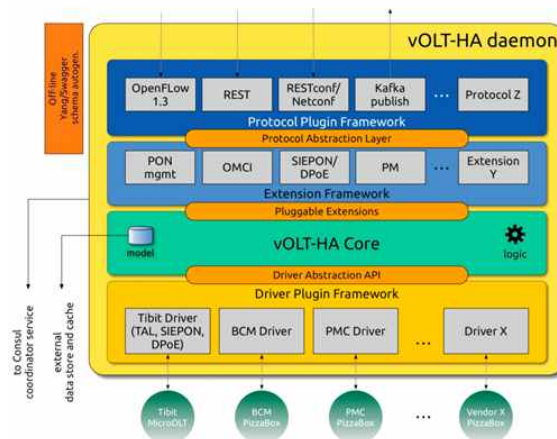 vOLT-HA daemon
Off-line
Yang/Swagger
schema autogen.
OpenFLow
1.3
REST
RESTconf/
Netconf
Kafka
publish
...
Protocol Z
Protocol Plugin Framework
Protocol Abstraction Layer
PON
mgmt
OMCI
SIEPON/
DPoE
PM
...
Extension
Y
Extension Framework
Pluggable Extensions
model
vOLT-HA Core
logic
Driver Abstraction API
Driver Plugin Framework
Tibit Driver
(TAL, SIEPON,
DPoE)
BCM Driver
PMC Driver
...
Driver X
to Consul
coordinator service
external
data store and cache
Tibit
MicroOLT
BCM
PizzaBox
PMC
PizzaBox
...
Vendor X
PizzaBox